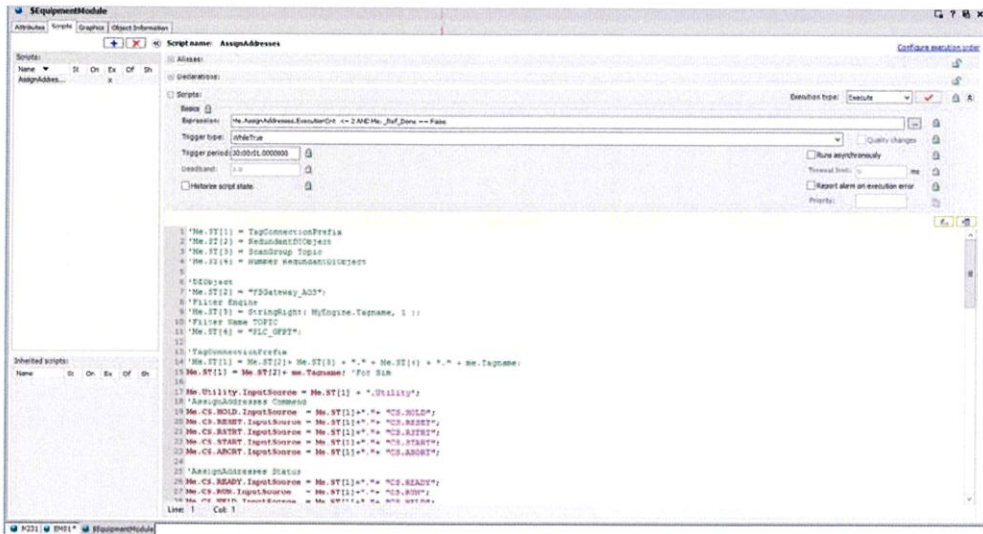 $EquipmentModule
Attributes Scripts Graphics Object Information
Script name: AssignAddresses
Configure execution order
Scripts:
Name St On Ex Of Sh
AssignAddres... x
Aliases:
Declarations:
Scripts:
Execution type: Execute
Basics
Expression: Me.AssignAddresses.ExecutionCnt <= 2 AND Me._Ref_Done == False
Trigger type: WhileTrue
Quality changes
Trigger period: 00:00:01.0000000
Runs asynchronously
Deadband:
Timeout limit: ms
Historize script state
Report alarm on execution error
Priority:
1 'Me.ST[1] = TagConnectionPrefix
2 'Me.ST[2] = RedundantDIObject
3 'Me.ST[3] = ScanGroup Topic
4 'Me.ST[4] = Number RedundantDIObject
5
6 'DIObject
7 'Me.ST[2] =
8 'Filter Engine
9 'Me.ST[3] = StringRight( MyEngine.Tagname, 1 );
10 'Filter Name TOPIC
11 'Me.ST[4] =
12
13 'TagConnectionPrefix
14 'Me.ST[1] = Me.ST[2]+ Me.ST[3] + "." + Me.ST[4] + "." + me.Tagname;
15 Me.ST[1] = Me.ST[2]+ me.Tagname; 'For Sim
16
17 Me.Utility.InputSource = Me.ST[1] + ".Utility";
18 'AssignAddresses Command
19 Me.CS.HOLD.InputSource = Me.ST[1]+"."+ "CS.HOLD";
20 Me.CS.RESET.InputSource = Me.ST[1]+"."+ "CS.RESET";
21 Me.CS.RSTRT.InputSource = Me.ST[1]+"."+ "CS.RSTRT";
22 Me.CS.START.InputSource = Me.ST[1]+"."+ "CS.START";
23 Me.CS.ABORT.InputSource = Me.ST[1]+"."+ "CS.ABORT";
24
25 'AssignAddresses Status
26 Me.CS.READY.InputSource = Me.ST[1]+"."+ "CS.READY";
27 Me.CS.RUN.InputSource = Me.ST[1]+"."+ "CS.RUN";
Inherited scripts:
Name St On Ex Of Sh
Line: 1 Col: 1
M231 EM01* $EquipmentModule